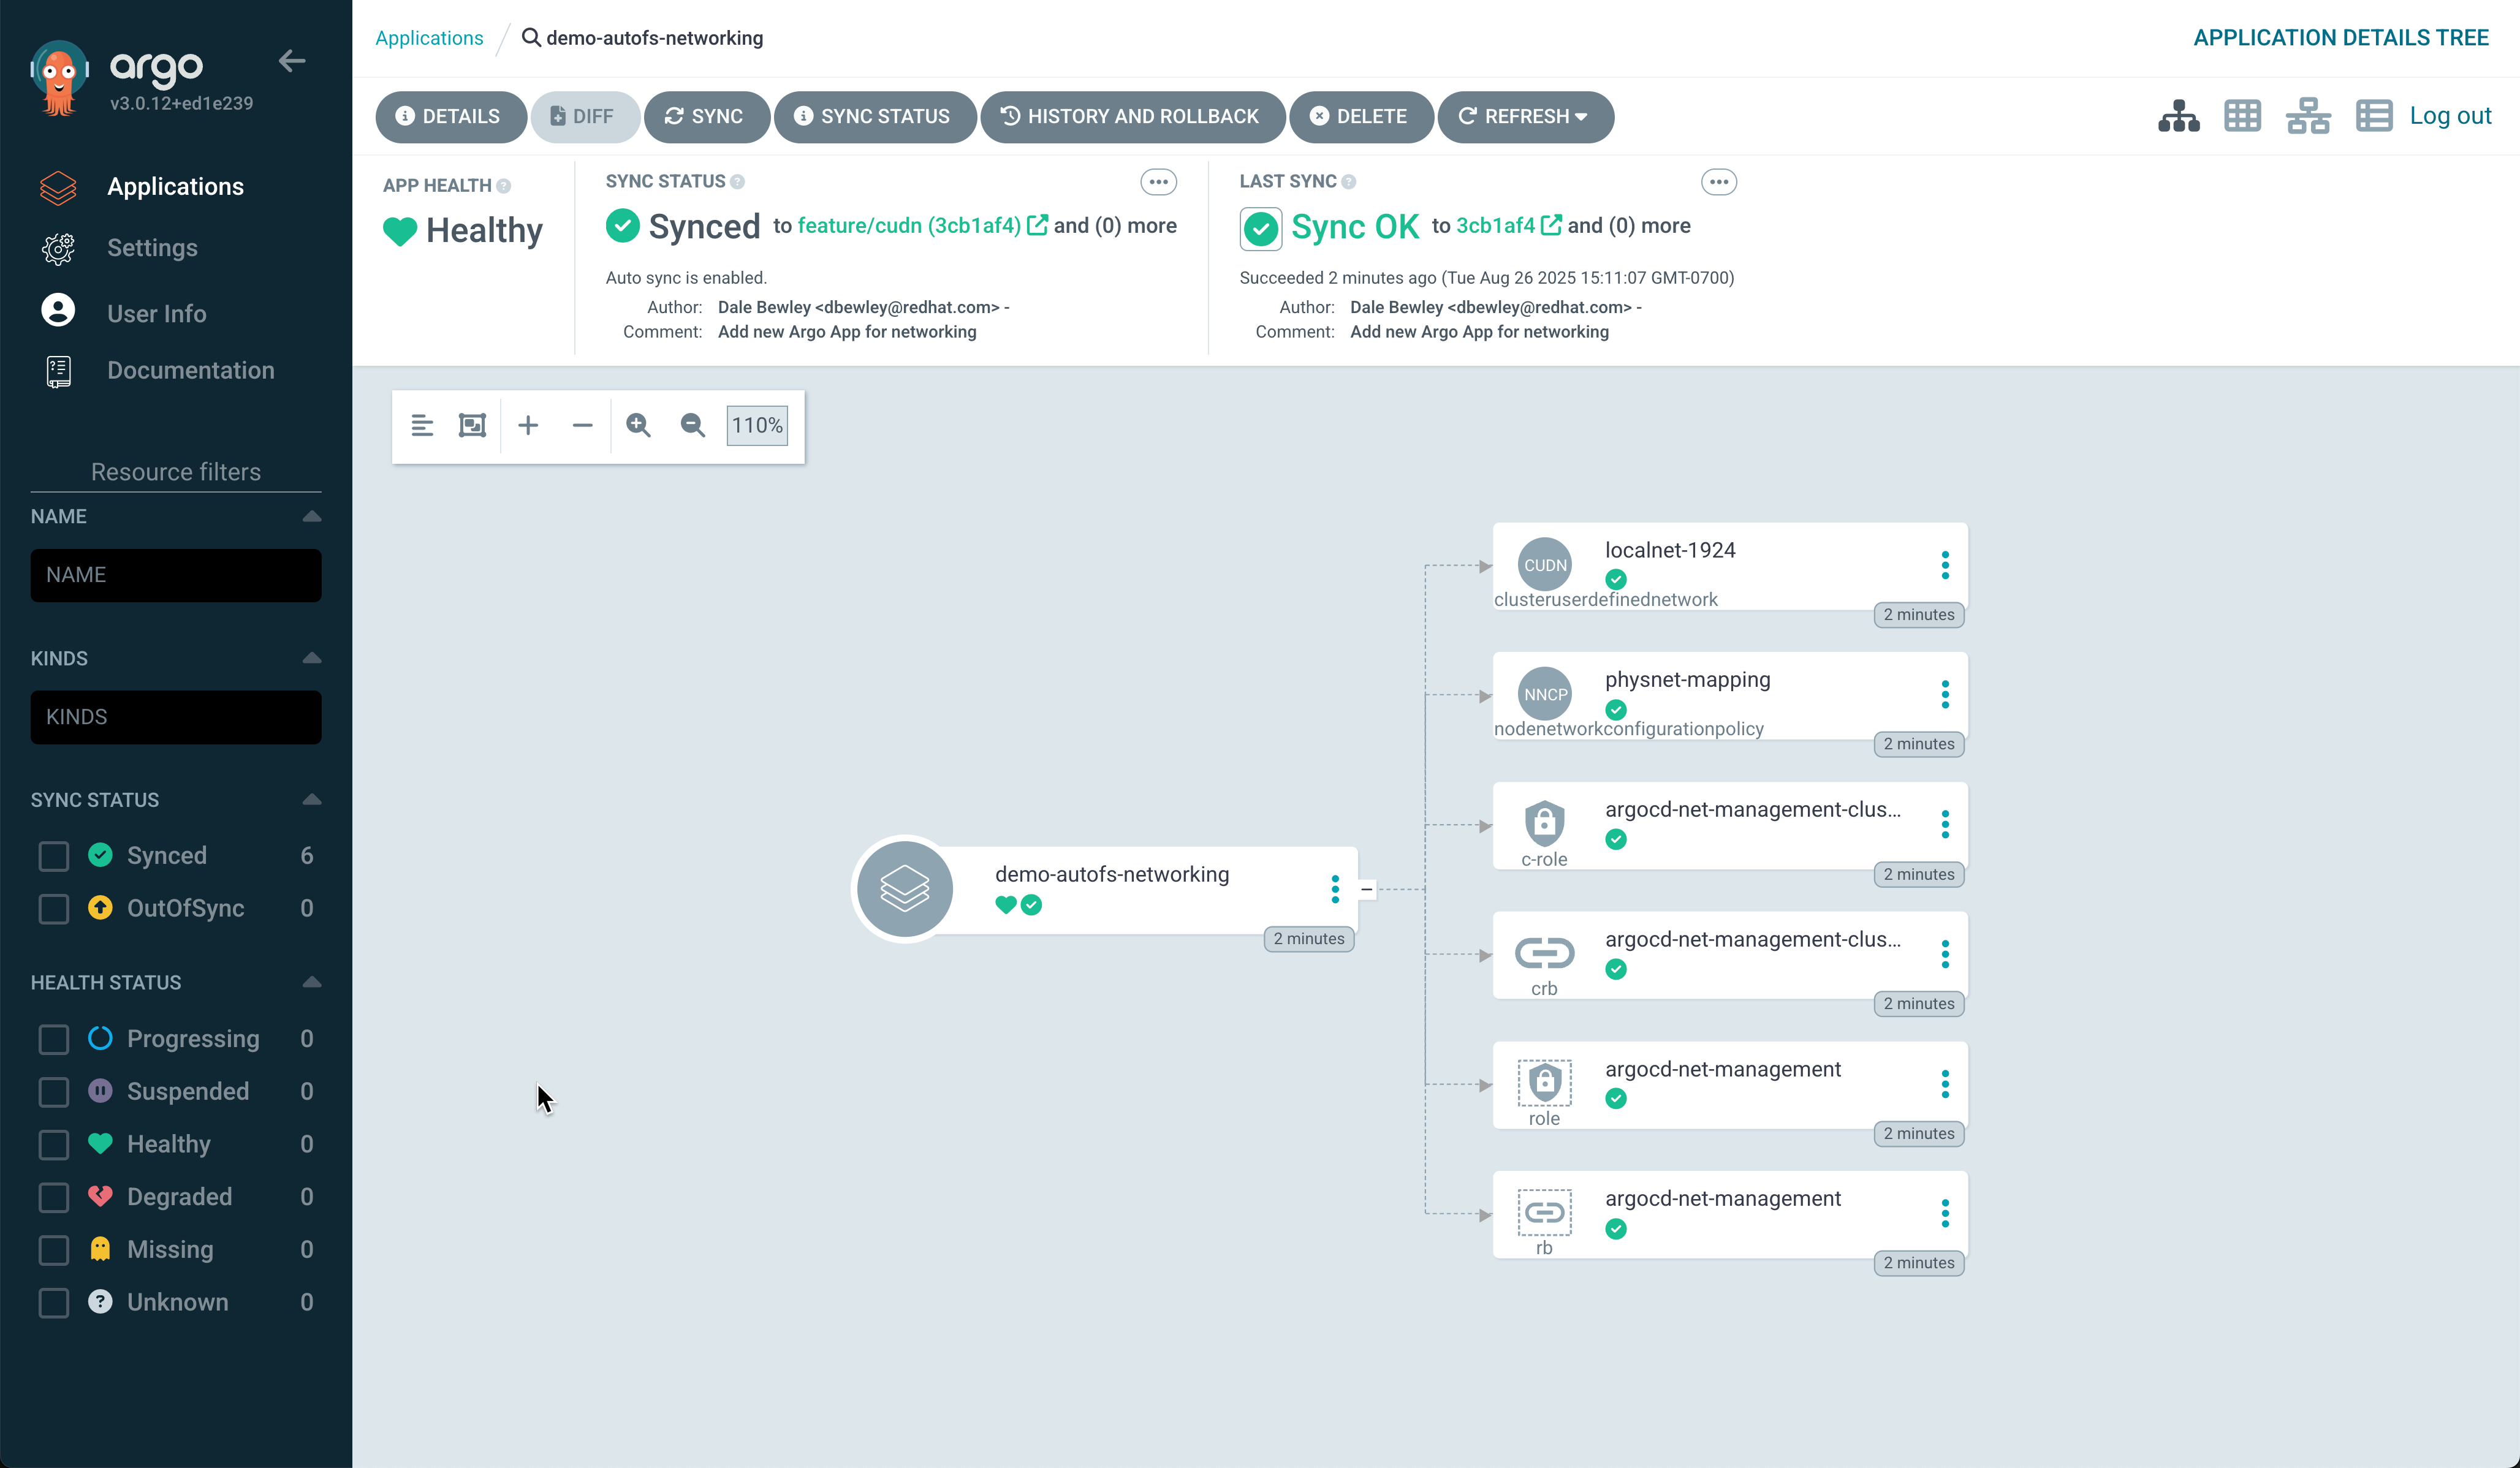 argo
v3.0.12+ed1e239
Applications
Settings
User Info
Documentation
Resource filters
NAME
NAME
KINDS
KINDS
SYNC STATUS
Synced 6
OutOfSync 0
HEALTH STATUS
Progressing 0
Suspended 0
Healthy 0
Degraded 0
Missing 0
Unknown 0
Applications / demo-autofs-networking
APPLICATION DETAILS TREE
DETAILS DIFF SYNC SYNC STATUS HISTORY AND ROLLBACK DELETE REFRESH
Log out
APP HEALTH
Healthy
SYNC STATUS
Synced to feature/cudn (3cb1af4) and (0) more
Auto sync is enabled.
Author: Dale Bewley <dbewley@redhat.com> -
Comment: Add new Argo App for networking
LAST SYNC
Sync OK to 3cb1af4 and (0) more
Succeeded 2 minutes ago (Tue Aug 26 2025 15:11:07 GMT-0700)
Author: Dale Bewley <dbewley@redhat.com> -
Comment: Add new Argo App for networking
110%
demo-autofs-networking
2 minutes
CUDN
localnet-1924
clusteruserdefinednetwork
2 minutes
NNCP
physnet-mapping
nodenetworkconfigurationpolicy
2 minutes
argocd-net-management-clus...
c-role
2 minutes
argocd-net-management-clus...
crb
2 minutes
argocd-net-management
role
2 minutes
argocd-net-management
rb
2 minutes